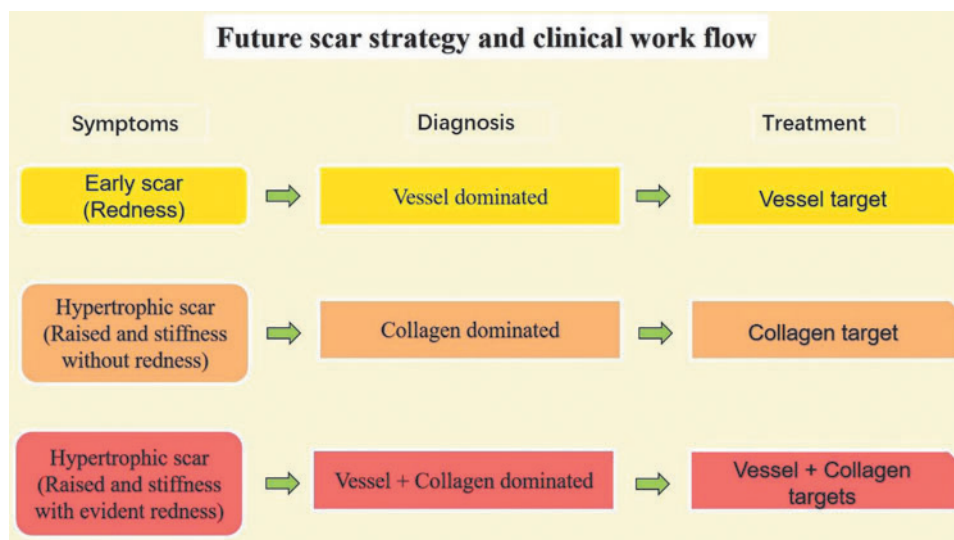 Future scar strategy and clinical work flow
Symptoms
Diagnosis
Treatment
Early scar
(Redness)
Vessel dominated
Vessel target
Hypertrophic scar
(Raised and stiffness
without redness)
Collagen dominated
Collagen target
Hypertrophic scar
(Raised and stiffness
with evident redness)
Vessel + Collagen dominated
Vessel + Collagen
targets